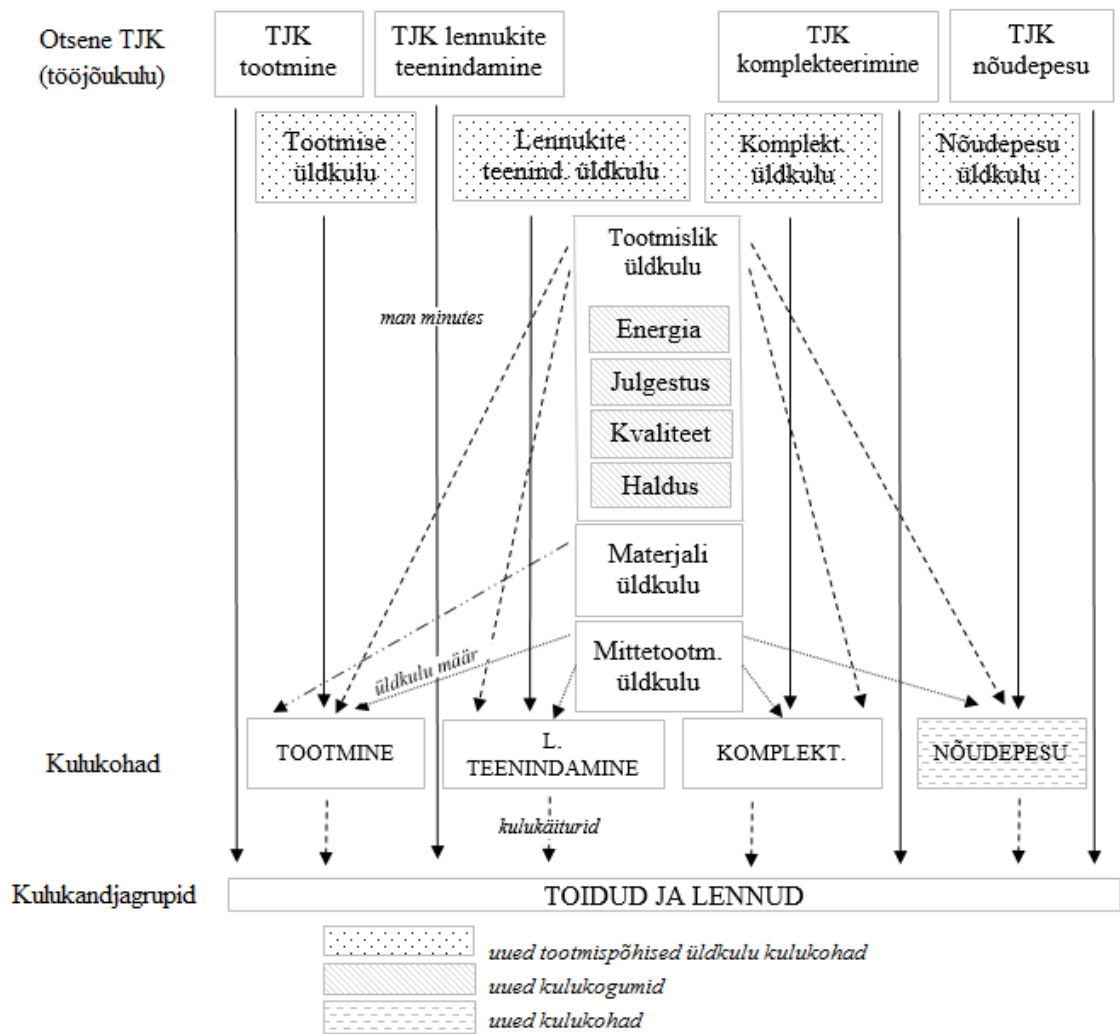 Otsene TJK
(tööjõukulu)
TJK
tootmine
TJK lennukite
teenindamine
TJK
komplekteerimine
TJK
nõudepesu
Tootmise
üldkulu
Lennukite
teenind. üldkulu
Komplekt.
üldkulu
Nõudepesu
üldkulu
Tootmislik
üldkulu
man minutes
Energia
Julgestus
Kvaliteet
Haldus
Materjali
üldkulu
Mittetootm.
üldkulu
üldkulu määr
Kulukohad
TOOTMINE
L.
TEENINDAMINE
KOMPLEKT.
NÕUDEPESU
kulukäiturid
Kulukandjagrupid
TOIDUD JA LENNUD
uued tootmispõhised üldkulu kulukohad
uued kulukogumid
uued kulukohad